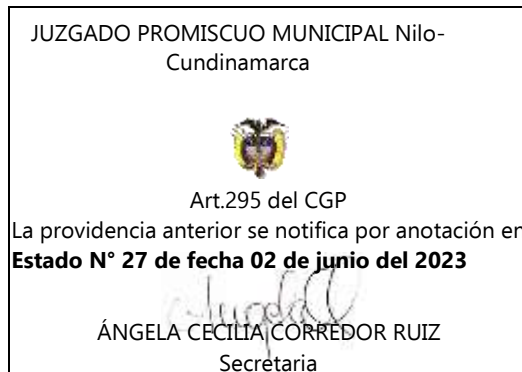 JUZGADO PROMISCUO MUNICIPAL Nilo-
Cundinamarca
Art.295 del CGP
La providencia anterior se notifica por anotación en
Estado N° 27 de fecha 02 de junio del 2023
ÁNGELA CECILIA CORREDOR RUIZ
Secretaria